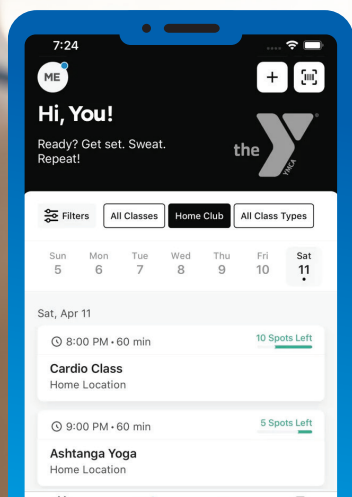 7:24
ME
Hi, You!
Ready? Get set. Sweat.
Repeat!
the Y
YMCA
Filters
All Classes
Home Club
All Class Types
Sun Mon Tue Wed Thu Fri Sat
5 6 7 8 9 10 11
Sat, Apr 11
8:00 PM • 60 min
10 Spots Left
Cardio Class
Home Location
9:00 PM • 60 min
5 Spots Left
Ashtanga Yoga
Home Location